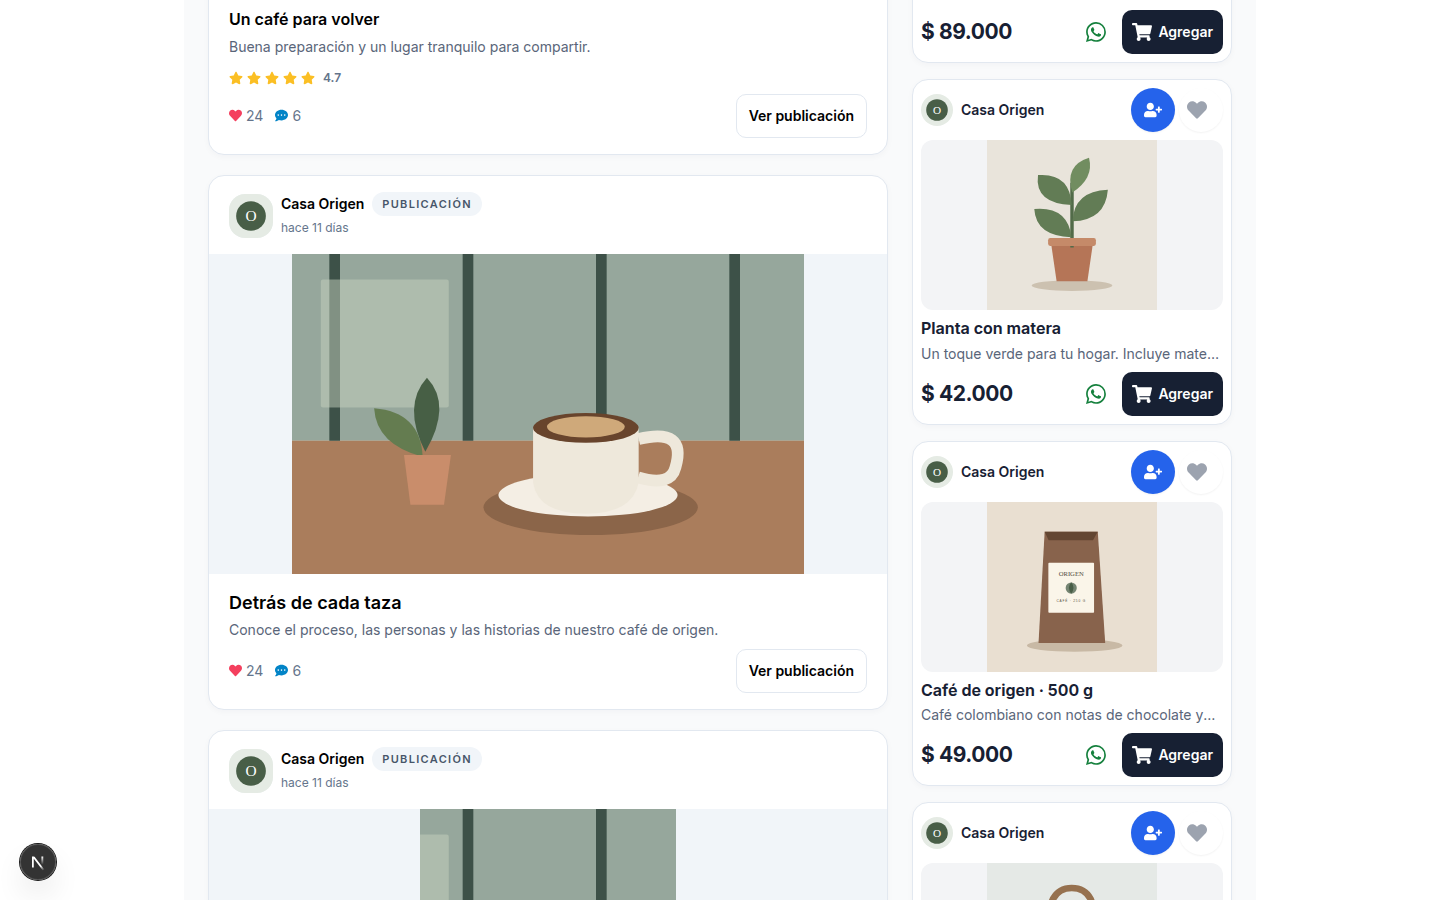 Un café para volver
Buena preparación y un lugar tranquilo para compartir.
4.7
24 6
Ver publicación
O Casa Origen PUBLICACIÓN
hace 11 días
Detrás de cada taza
Conoce el proceso, las personas y las historias de nuestro café de origen.
24 6
Ver publicación
O Casa Origen PUBLICACIÓN
hace 11 días
$ 89.000 Agregar
O Casa Origen
Planta con matera
Un toque verde para tu hogar. Incluye mate...
$ 42.000 Agregar
O Casa Origen
ORIGEN
CAFÉ · 250 G
Café de origen · 500 g
Café colombiano con notas de chocolate y...
$ 49.000 Agregar
O Casa Origen
N